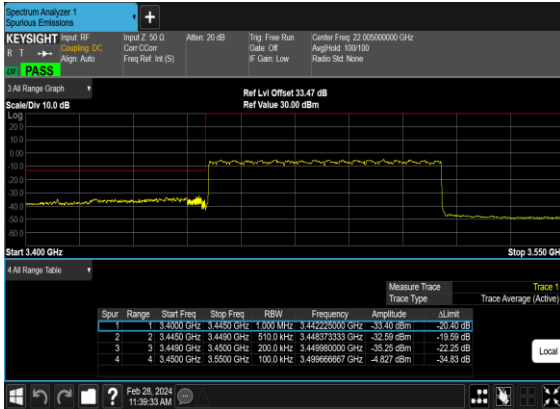 Spectrum Analyzer 1
Spurious Emissions
+
KEYSIGHT Input: RF Input Z: 50 Ω Atten: 20 dB Trig: Free Run Center Freq: 22.005000000 GHz
R T Coupling: DC Corr CCorr Gate: Off Avg|Hold: 100/100
Align: Auto Freq Ref: Int (S) IF Gain: Low Radio Std: None
PASS
3 All Range Graph
Ref Lvl Offset 33.47 dB
Scale/Div 10.0 dB Ref Value 30.00 dBm
Log
20.0
10.0
0.00
-10.0
-20.0
-30.0
-40.0
-50.0
-60.0
Start 3.400 GHz Stop 3.550 GH
4 All Range Table
Measure Trace Trace 1
Trace Type Trace Average (Active)
Spur Range Start Freq Stop Freq RBW Frequency Amplitude ΔLimit
1 1 3.4000 GHz 3.4450 GHz 1.000 MHz 3.442225000 GHz -33.40 dBm -20.40 dB
2 2 3.4450 GHz 3.4490 GHz 510.0 kHz 3.448373333 GHz -32.59 dBm -19.59 dB
3 3 3.4490 GHz 3.4500 GHz 200.0 kHz 3.449980000 GHz -35.25 dBm -22.25 dB
4 4 3.4500 GHz 3.5500 GHz 100.0 kHz 3.499666667 GHz -4.827 dBm -34.83 dB
Local
?
Feb 28, 2024
11:39:33 AM